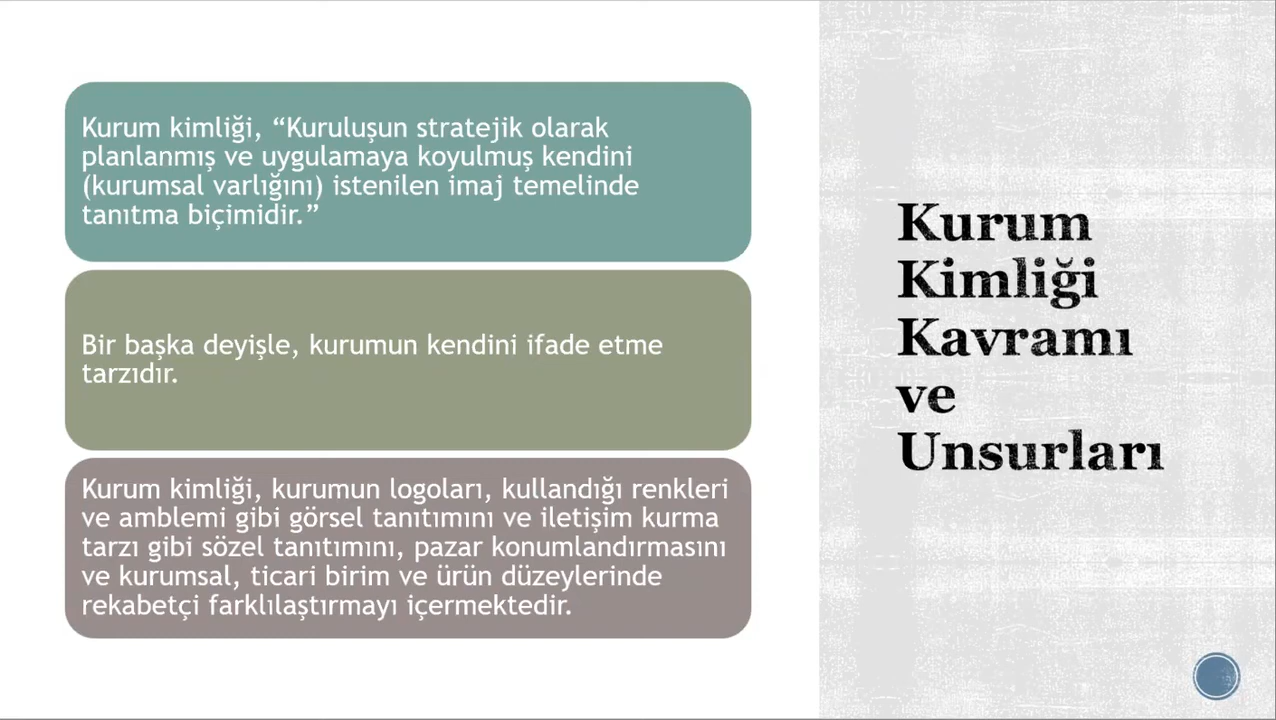 Kurum kimliği, “Kuruluşun stratejik olarak
planlanmış ve uygulamaya koyulmuş kendini
(kurumsal varlığını) istenilen imaj temelinde
tanıtma biçimidir.”
Bir başka deyişle, kurumun kendini ifade etme
tarzıdır.
Kurum kimliği, kurumun logoları, kullandığı renkleri
ve amblemi gibi görsel tanıtımını ve iletişim kurma
tarzı gibi sözel tanıtımını, pazar konumlandırmasını
ve kurumsal, ticari birim ve ürün düzeylerinde
rekabetçi farklılaştırmayı içermektedir.
Kurum
Kimliği
Kavramı
ve
Unsurları